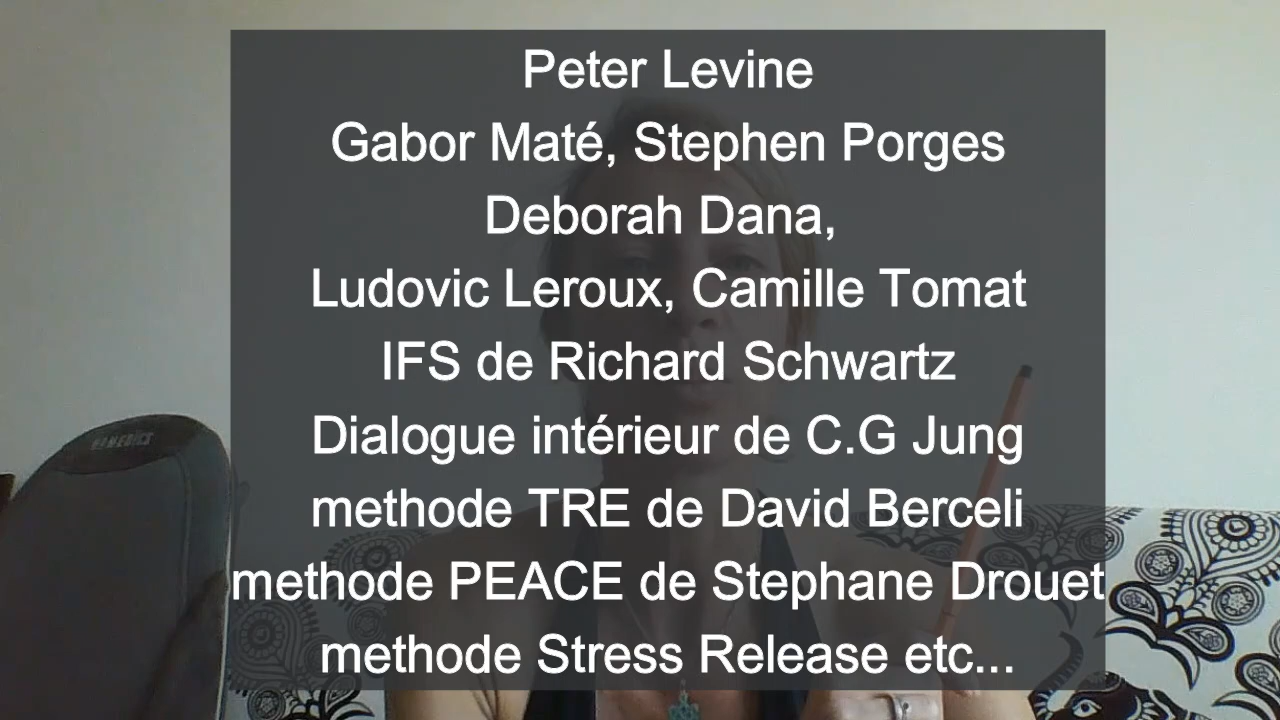 Peter Levine
Gabor Maté, Stephen Porges
Deborah Dana,
Ludovic Leroux, Camille Tomat
IFS de Richard Schwartz
Dialogue intérieur de C.G Jung
methode TRE de David Berceli
methode PEACE de Stephane Drouet
methode Stress Release etc...
HOMEDICS